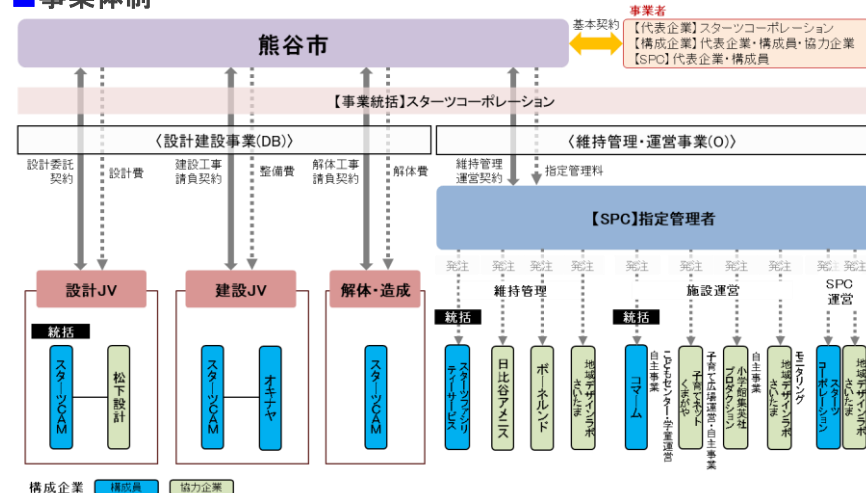 ■事業体制
熊谷市
基本契約
事業者
【代表企業】スターツコーポレーション
【構成企業】代表企業・構成員・協力企業
【SPC】代表企業・構成員
【事業統括】スターツコーポレーション
〈設計建設事業(DB)〉
〈維持管理・運営事業(O)〉
設計委託
契約
設計費
建設工事
請負契約
整備費
解体工事
請負契約
解体費
維持管理
運営契約
指定管理料
【SPC】指定管理者
発注
発注
発注
発注
発注
発注
発注
発注
発注
発注
設計JV
建設JV
解体・造成
維持管理
施設運営
SPC
運営
統括
統括
統括
スターツCAM
松下設計
スターツCAM
オキナヤ
スターツCAM
スターツファシリ
ティーサービス
日比谷アメニス
ボーネルンド
地域デザインラボ
さいたま
コマーム
こどもセンター・学童運営
自主事業
子育てネット
くまがや
子育て広場運営・自主事業
小学館集英社
プロダクション
自主事業
地域デザインラボ
さいたま
モニタリング
スターツ
コーポレーション
地域デザインラボ
さいたま
構成企業
構成員
協力企業